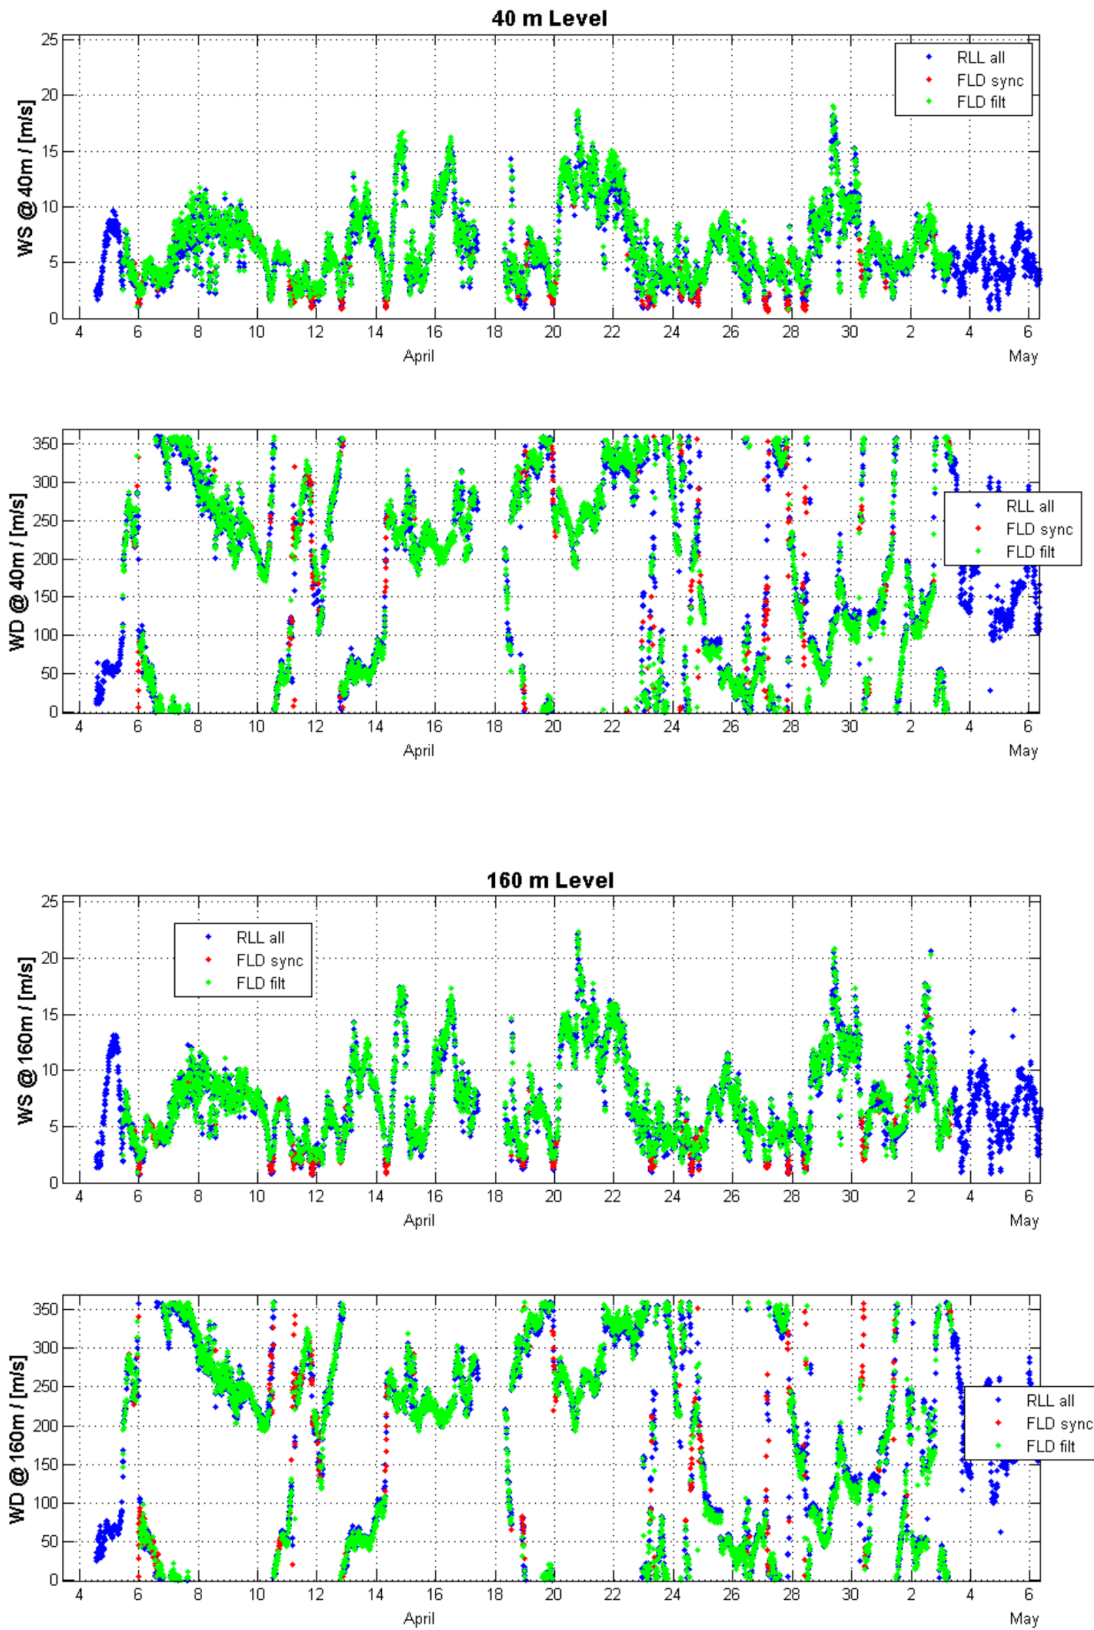 40 m Level
25
20
15
10
5
0
WS @ 40m / [m/s]
RLL all
FLD sync
FLD filt
4 6 8 10 12 14 16 18 20 22 24 26 28 30 2 4 6
April May
350
300
250
200
150
100
50
0
WD @ 40m / [m/s]
RLL all
FLD sync
FLD filt
4 6 8 10 12 14 16 18 20 22 24 26 28 30 2 4 6
April May
160 m Level
25
20
15
10
5
0
WS @ 160m / [m/s]
RLL all
FLD sync
FLD filt
4 6 8 10 12 14 16 18 20 22 24 26 28 30 2 4 6
April May
350
300
250
200
150
100
50
0
WD @ 160m / [m/s]
RLL all
FLD sync
FLD filt
4 6 8 10 12 14 16 18 20 22 24 26 28 30 2 4 6
April May